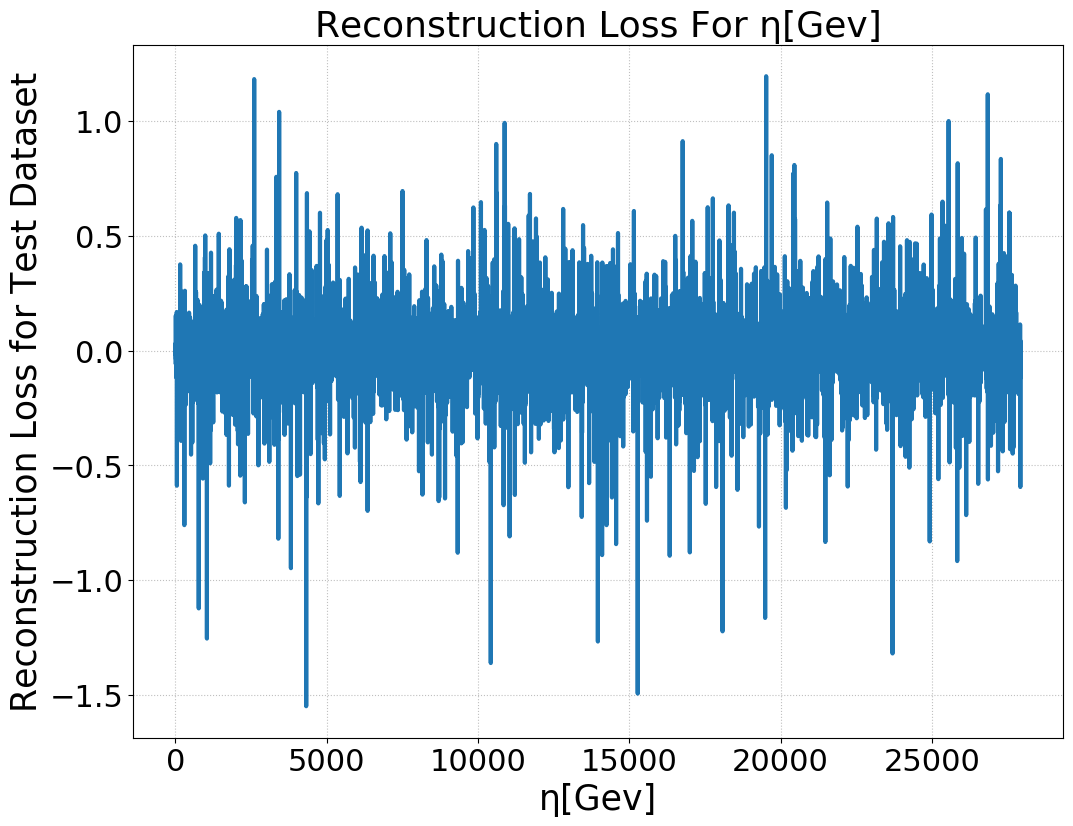 Reconstruction Loss For η[Gev]
Reconstruction Loss for Test Dataset
1.0
0.5
0.0
−0.5
−1.0
−1.5
0 5000 10000 15000 20000 25000
η[Gev]